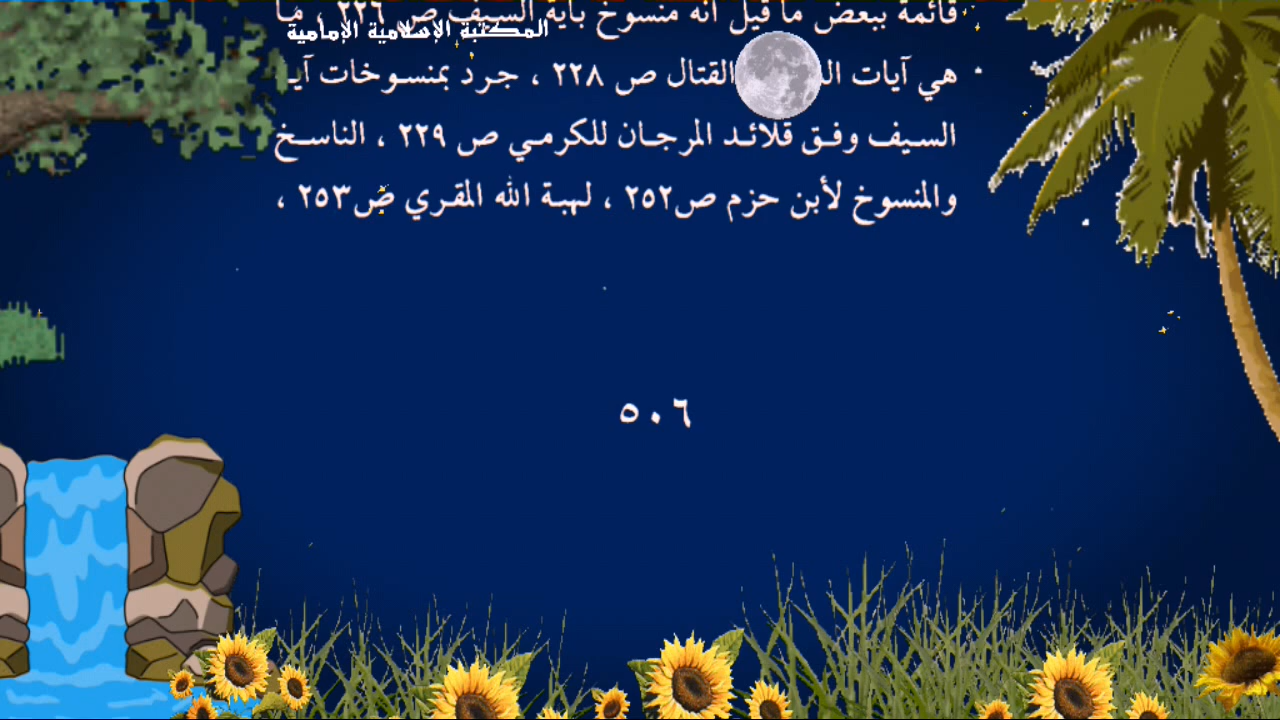 قائمة ببعض ما قيل أنه منسوخ بآية السيف ص ٢٢٦ ، ما
المكتبة الإسلامية الإمامية
هي آيات القتال ص ٢٢٨ ، جرد بمنسوخات آيـ
السيف وفق قلائد المرجان للكرمي ص ٢٢٩ ، الناسخ
والمنسوخ لأبن حزم ص٢٥٢ ، لهبة الله المقري ص٢٥٣ ،
٥٠٦